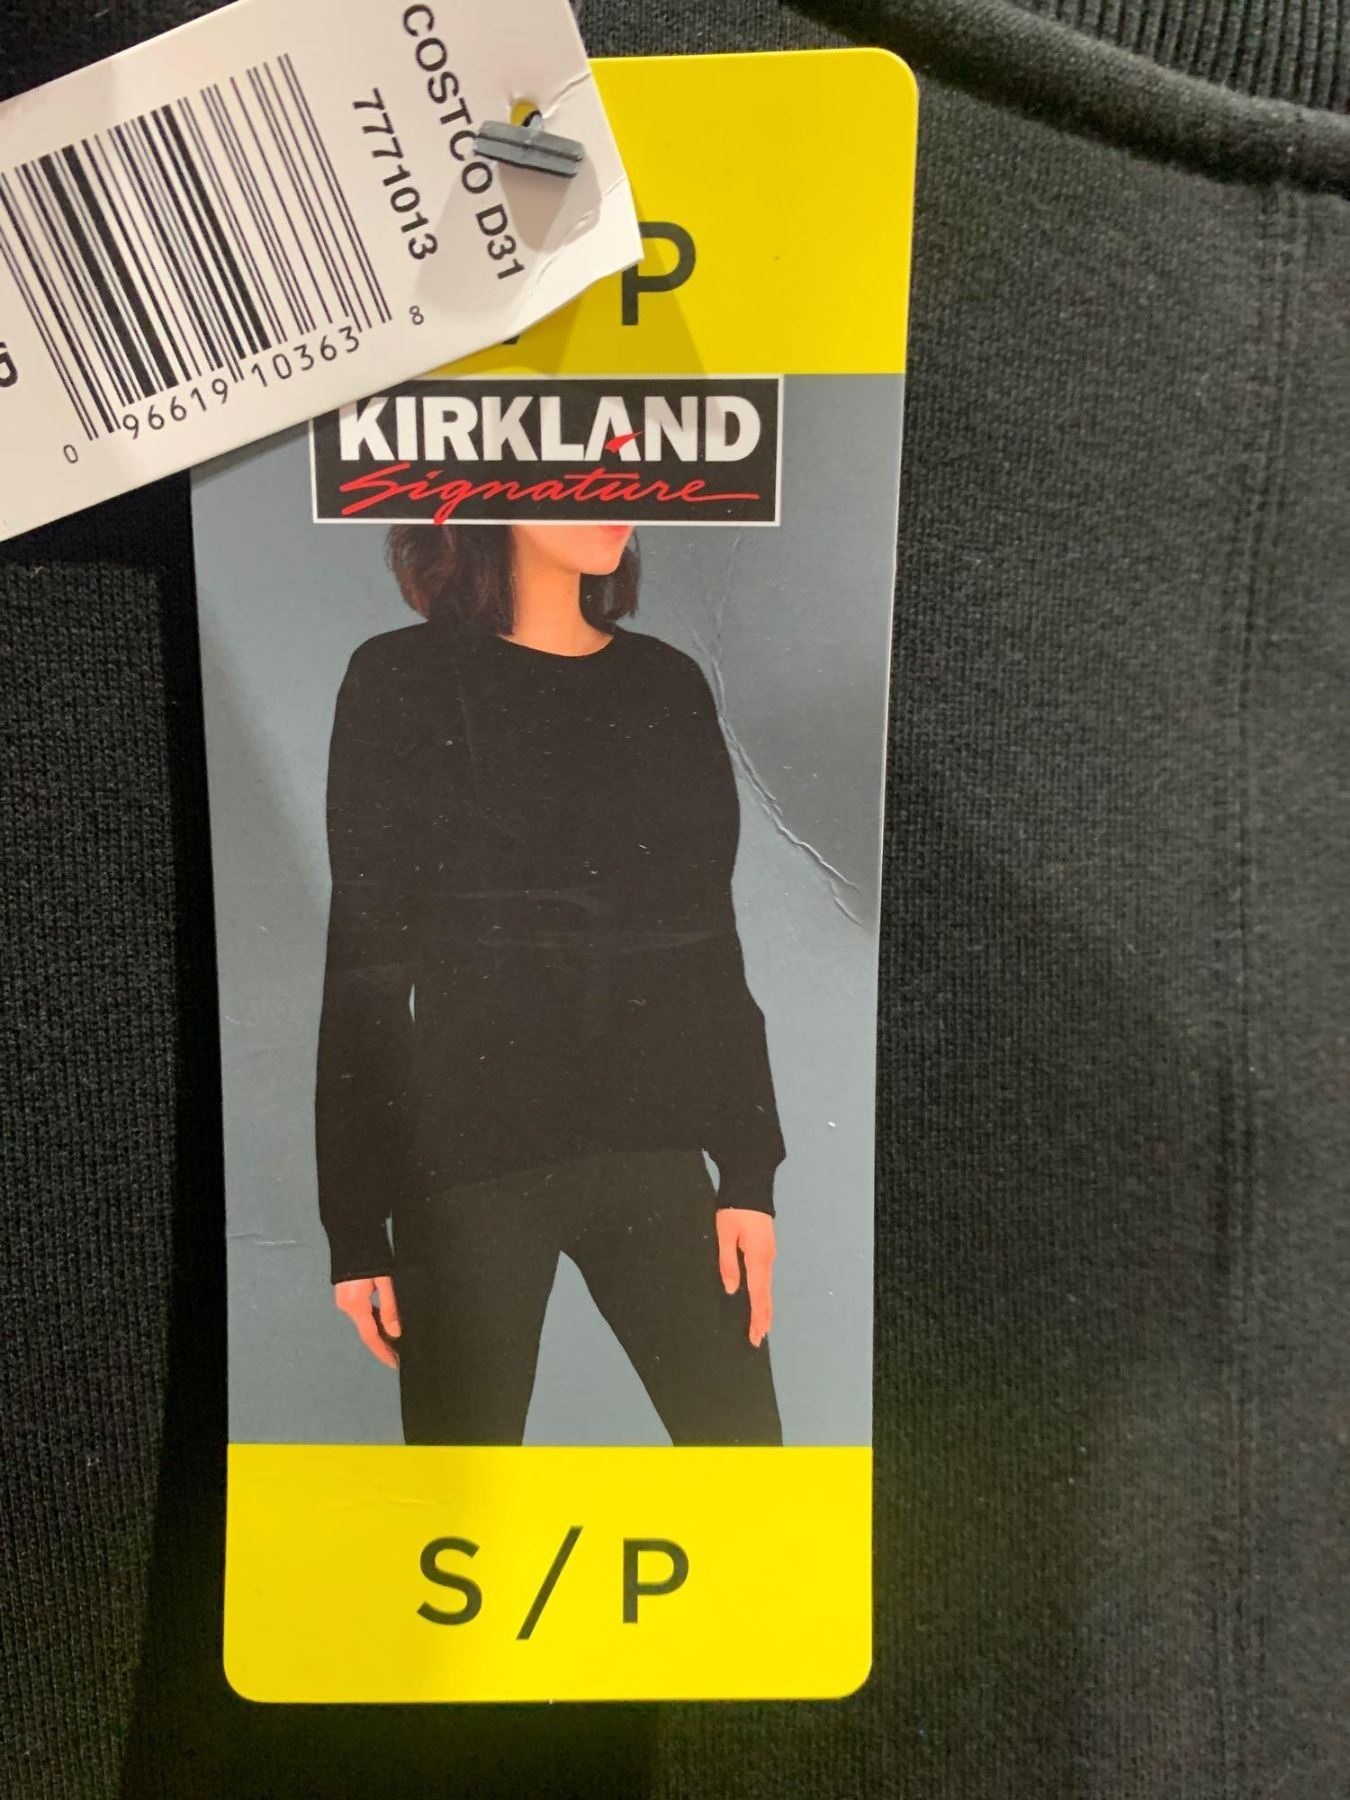 COSTCO D31
7771013
0 96619 10363 8
P
KIRKLAND
Signature
S / P